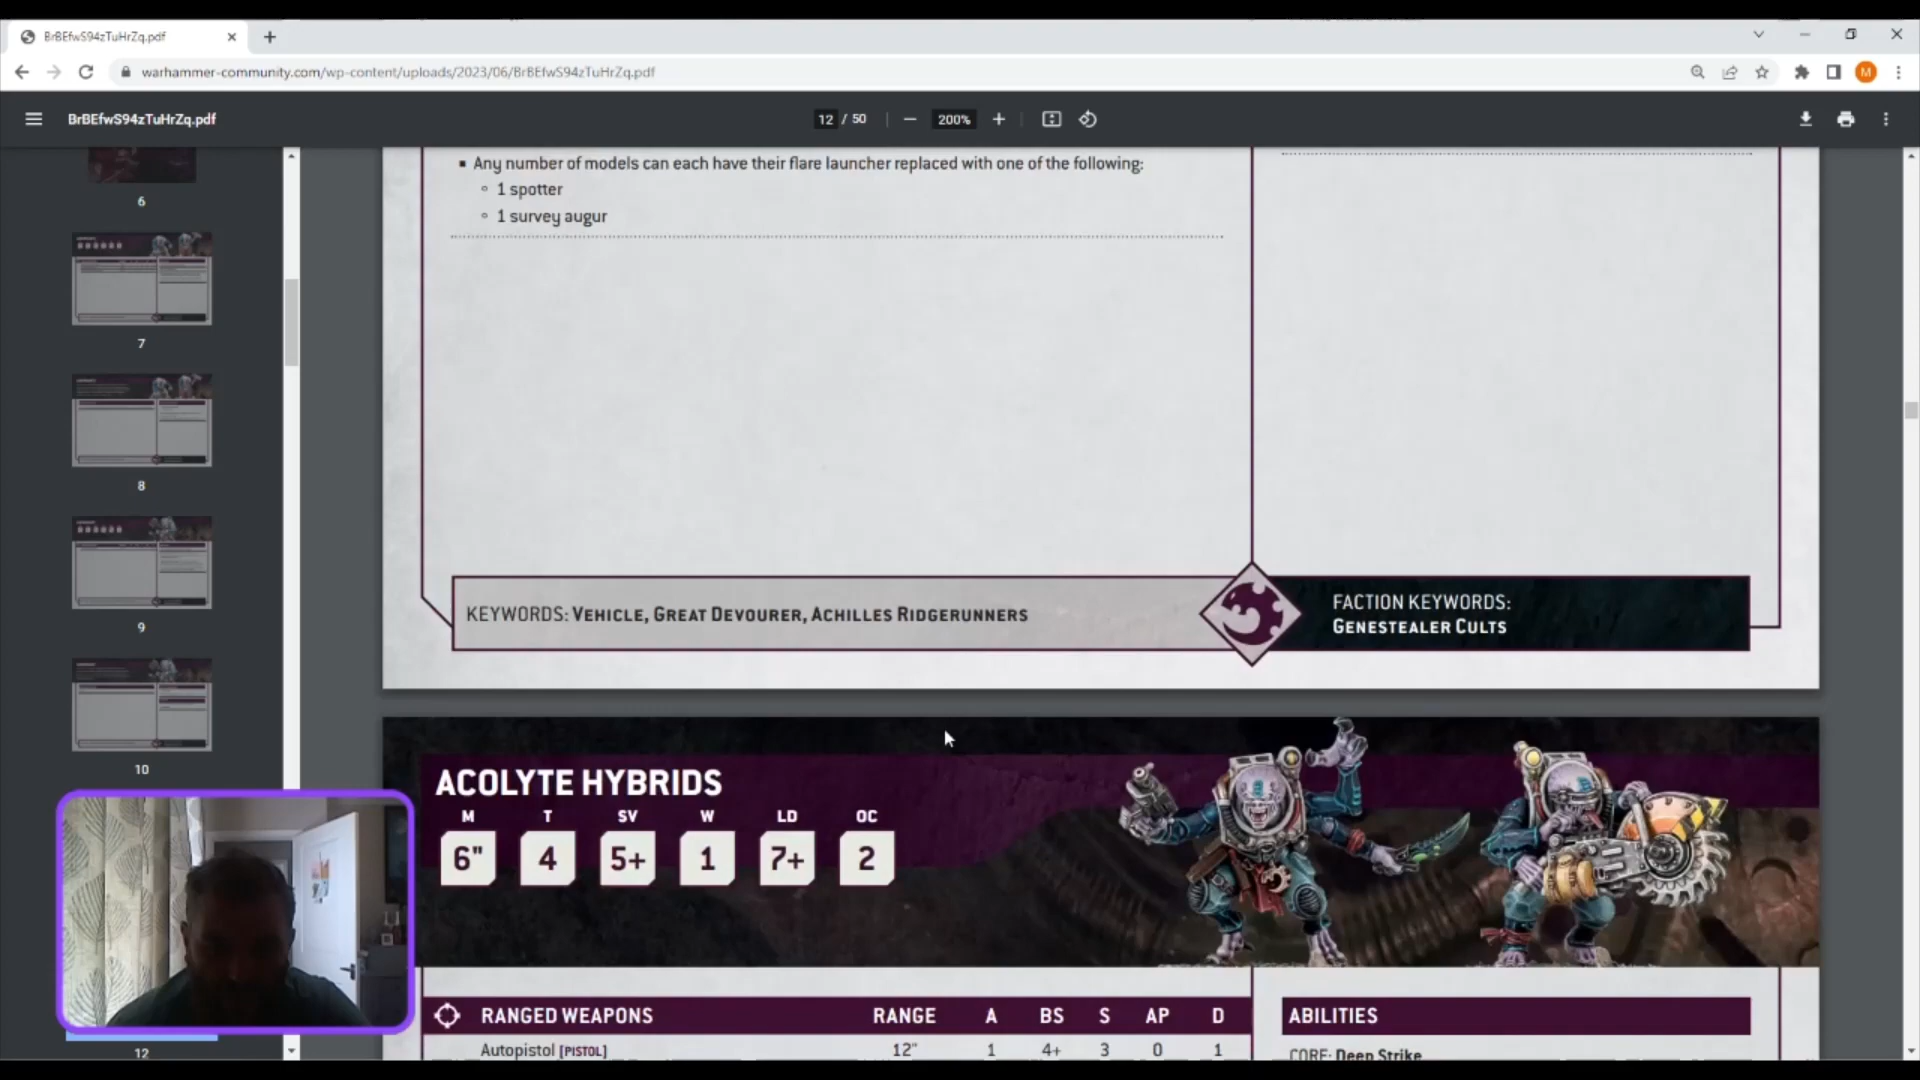 BrBEfwS94zTuHrZq.pdf
warhammer-community.com/wp-content/uploads/2023/06/BrBEfwS94zTuHrZq.pdf
M
BrBEfwS94zTuHrZq.pdf
12 / 50
200%
6
7
8
9
10
12
▪ Any number of models can each have their flare launcher replaced with one of the following:
◦ 1 spotter
◦ 1 survey augur
KEYWORDS: VEHICLE, GREAT DEVOURER, ACHILLES RIDGERUNNERS
FACTION KEYWORDS:
GENESTEALER CULTS
ACOLYTE HYBRIDS
M T SV W LD OC
6" 4 5+ 1 7+ 2
RANGED WEAPONS RANGE A BS S AP D
Autopistol [PISTOL] 12" 1 4+ 3 0 1
ABILITIES
CORE: Deep Strike